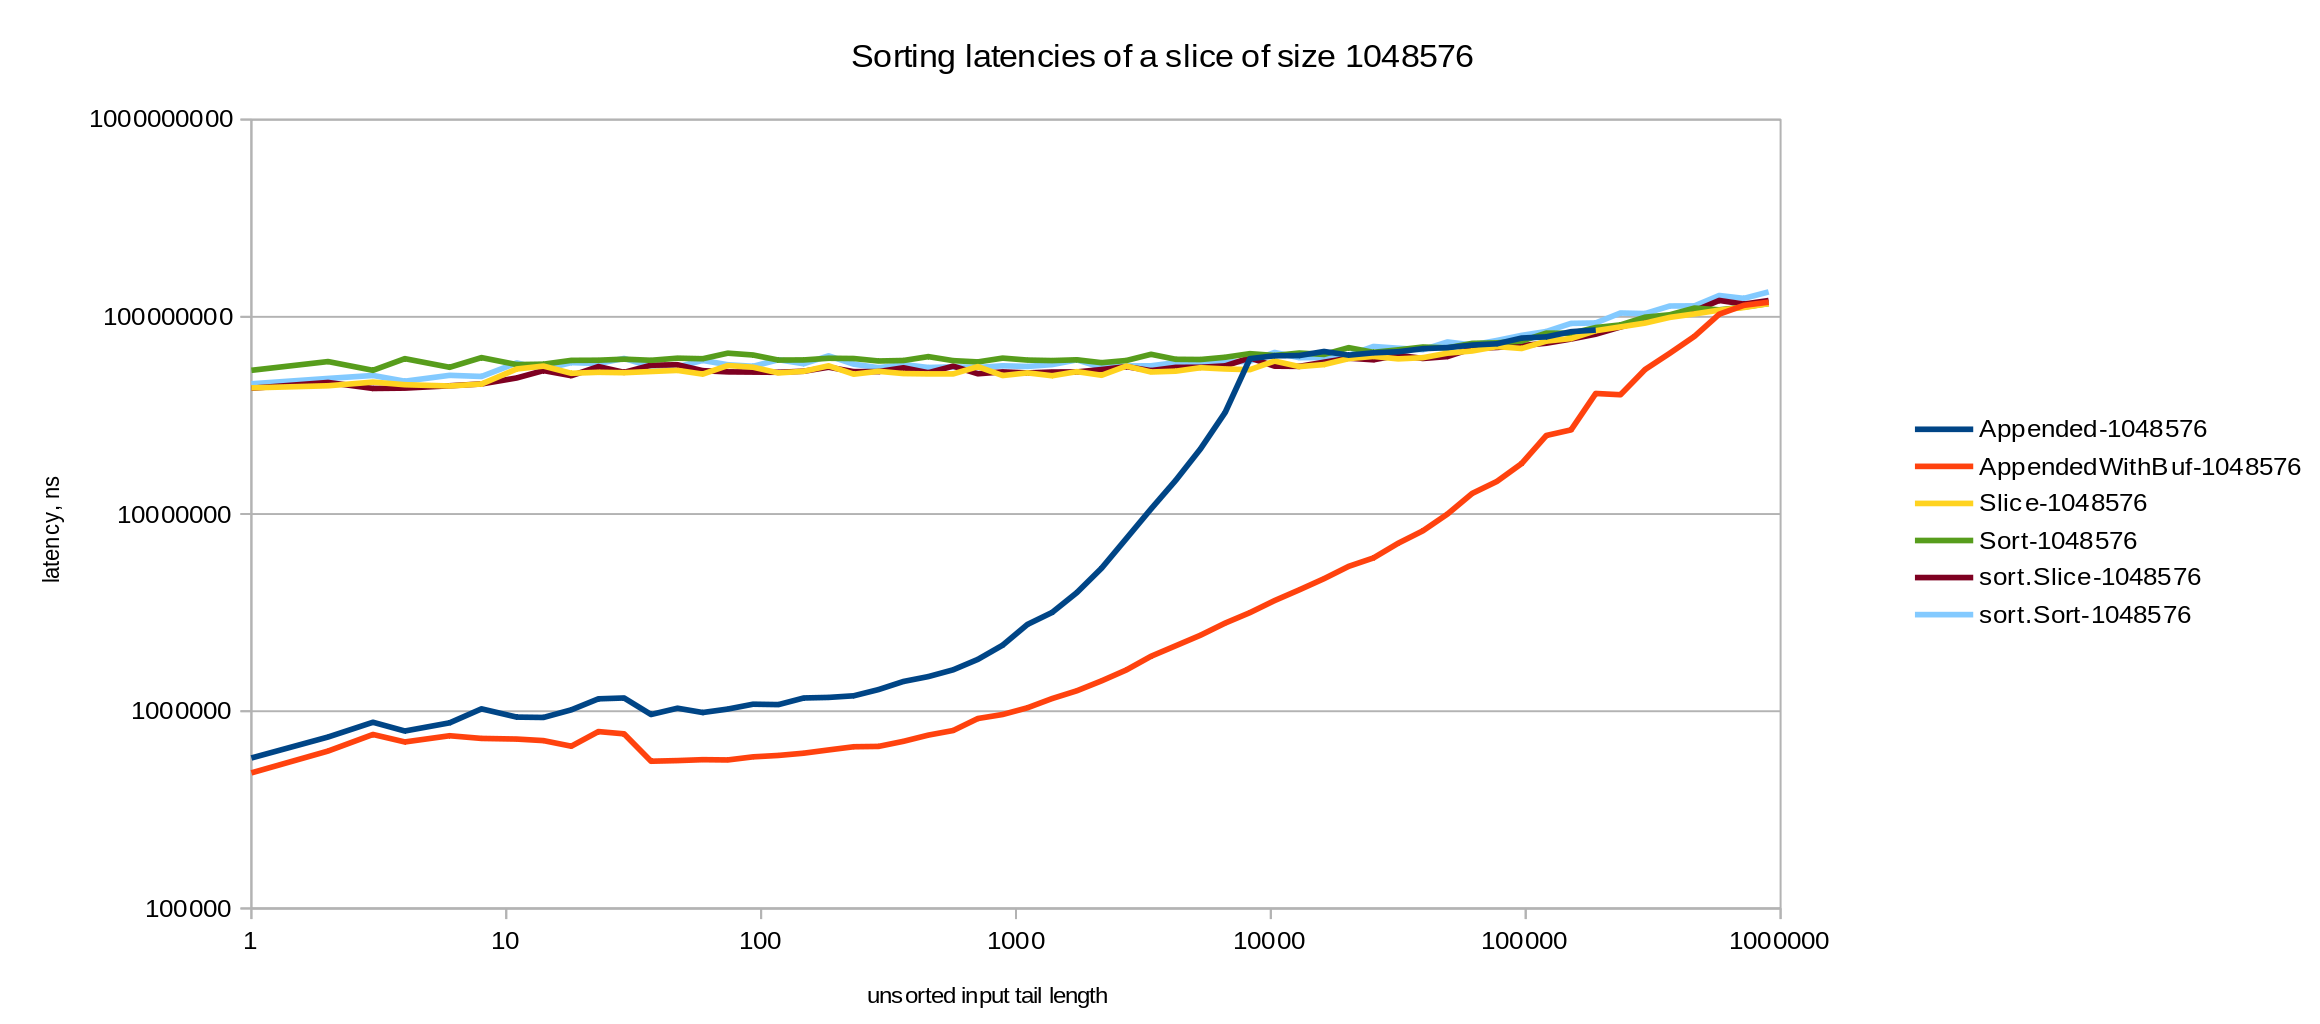 Sorting latencies of a slice of size 1048576
1000000000
100000000
10000000
1000000
100000
latency, ns
1 10 100 1000 10000 100000 1000000
unsorted input tail length
Appended-1048576
AppendedWithBuf-1048576
Slice-1048576
Sort-1048576
sort.Slice-1048576
sort.Sort-1048576